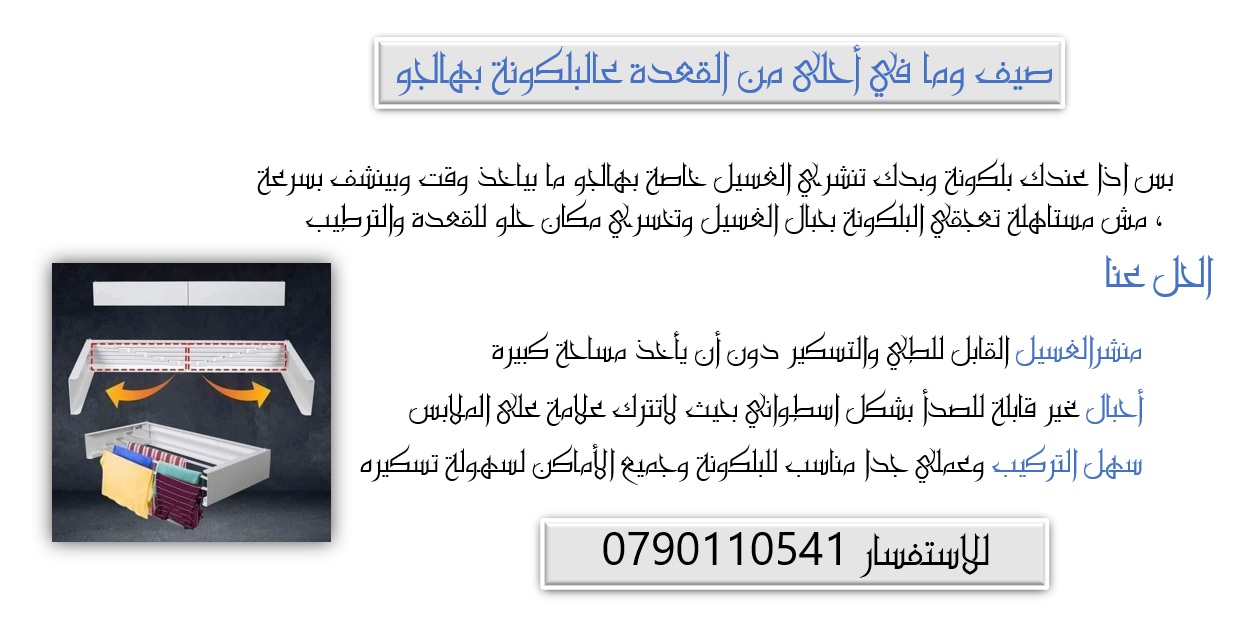 صيف وما في أحلى من القعدة عالبلكونة بهالجو
بس اذا عندك بلكونة وبدك تنشري الغسيل خاصة بهالجو ما بياخذ وقت وبينشف بسرعة
، مش مستاهلة تعجقي البلكونة بحبال الغسيل وتخسري مكان حلو للقعدة والترطيب
الحل عنا
منشرالغسيل القابل للطي والتسكير دون أن يأخذ مساحة كبيرة
أحبال غير قابلة للصدأ بشكل اسطواني بحيث لاتترك علامة على الملابس
سهل التركيب وعملي جدا مناسب للبلكونة وجميع الأماكن لسهولة تسكيره
للاستفسار 0790110541